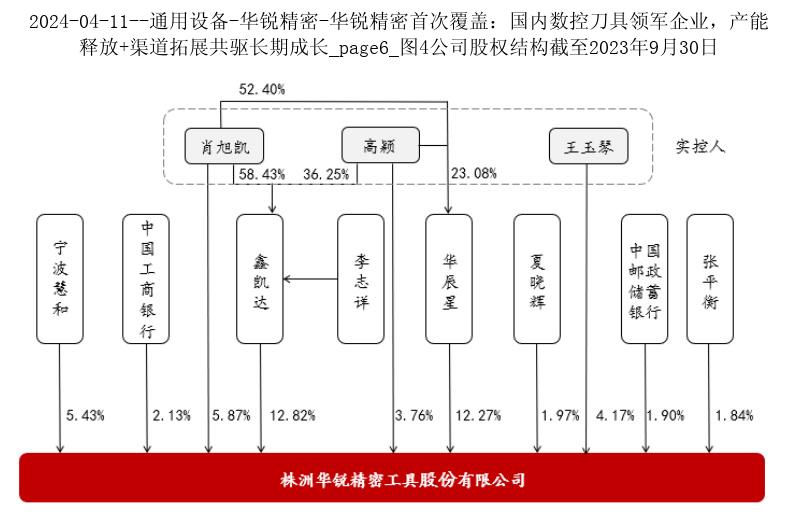 2024-04-11--通用设备-华锐精密-华锐精密首次覆盖：国内数控刀具领军企业，产能
释放+渠道拓展共驱长期成长_page6_图4公司股权结构截至2023年9月30日
52.40%
肖旭凯
高颖
王玉琴
实控人
58.43%
36.25%
23.08%
宁波慧和
中国工商银行
鑫凯达
李志详
华辰星
夏晓辉
中国邮政储蓄银行
张平衡
5.43%
2.13%
5.87%
12.82%
3.76%
12.27%
1.97%
4.17%
1.90%
1.84%
株洲华锐精密工具股份有限公司